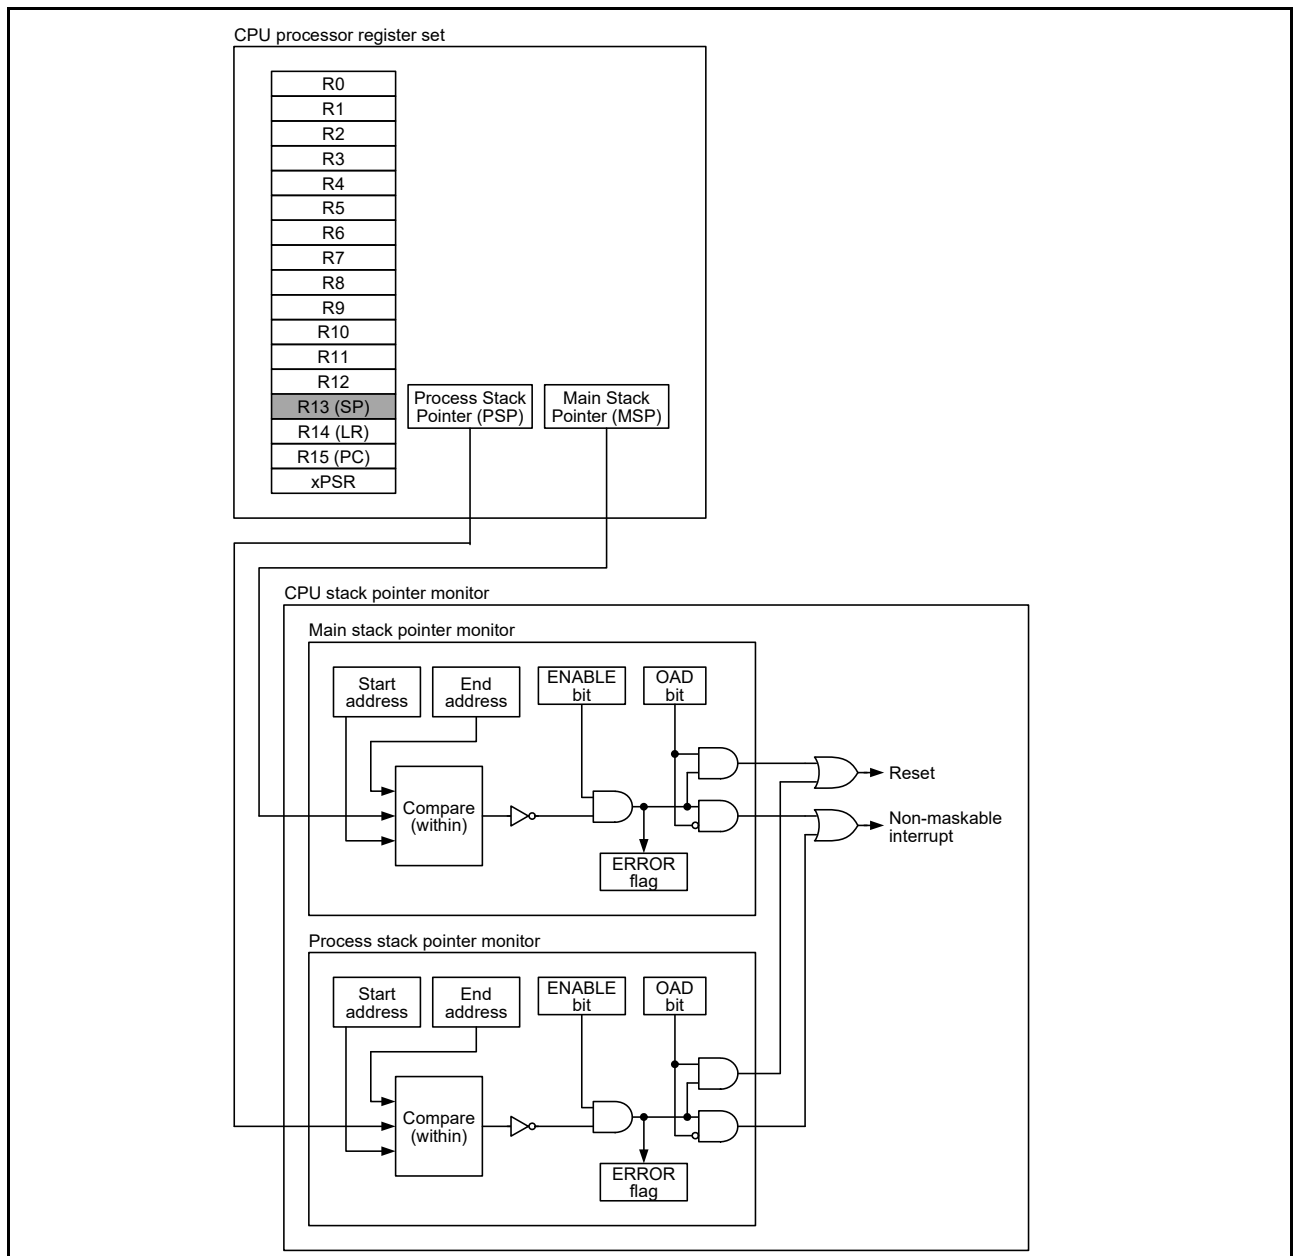 CPU processor register set
R0
R1
R2
R3
R4
R5
R6
R7
R8
R9
R10
R11
R12
R13 (SP)
R14 (LR)
R15 (PC)
xPSR
Process Stack
Pointer (PSP)
Main Stack
Pointer (MSP)
CPU stack pointer monitor
Main stack pointer monitor
Start
address
End
address
ENABLE
bit
OAD
bit
Compare
(within)
ERROR
flag
Reset
Non-maskable
interrupt
Process stack pointer monitor
Start
address
End
address
ENABLE
bit
OAD
bit
Compare
(within)
ERROR
flag